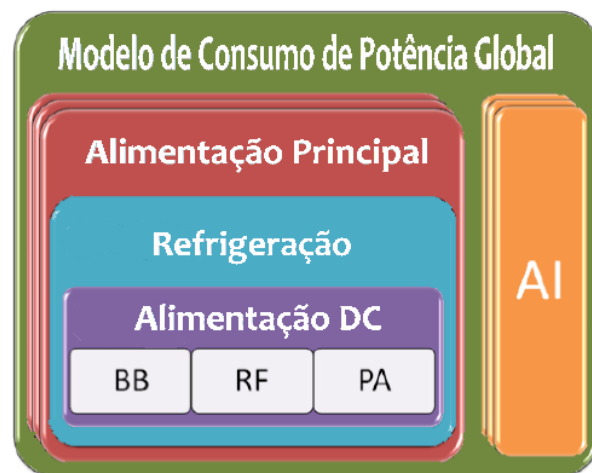 Modelo de Consumo de Potência Global
Alimentação Principal
Refrigeração
Alimentação DC
BB RF PA
AI